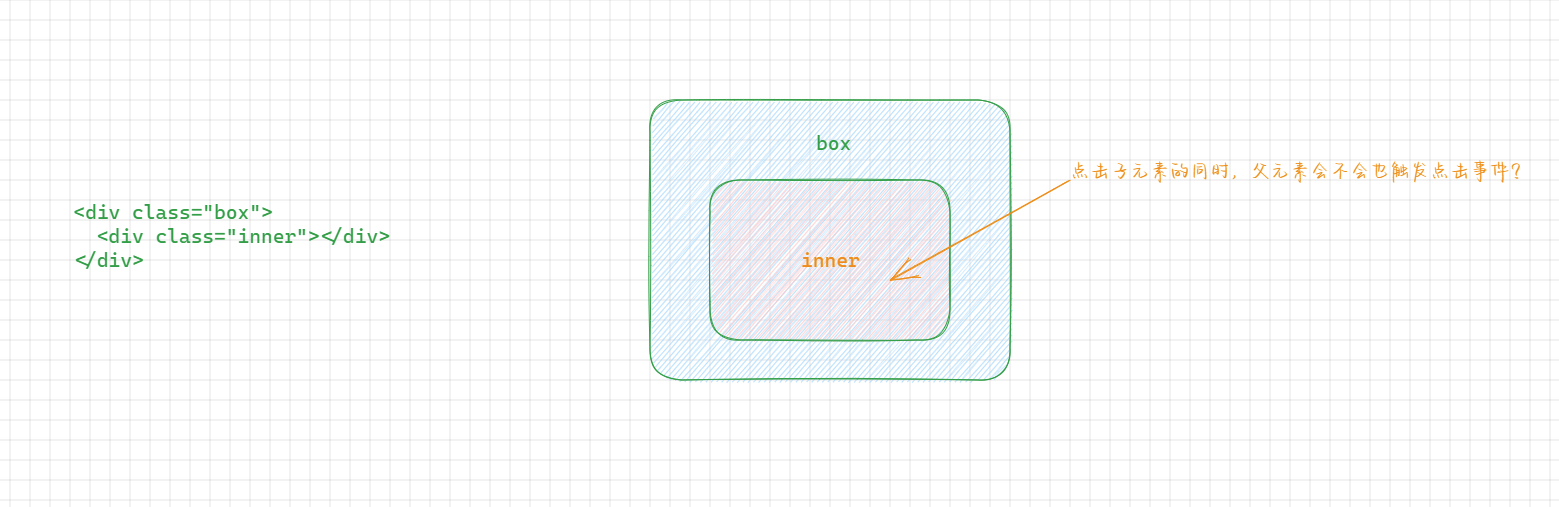 <div class="box">
  <div class="inner"></div>
</div>
box
inner
点击子元素的同时，父元素会不会也触发点击事件？